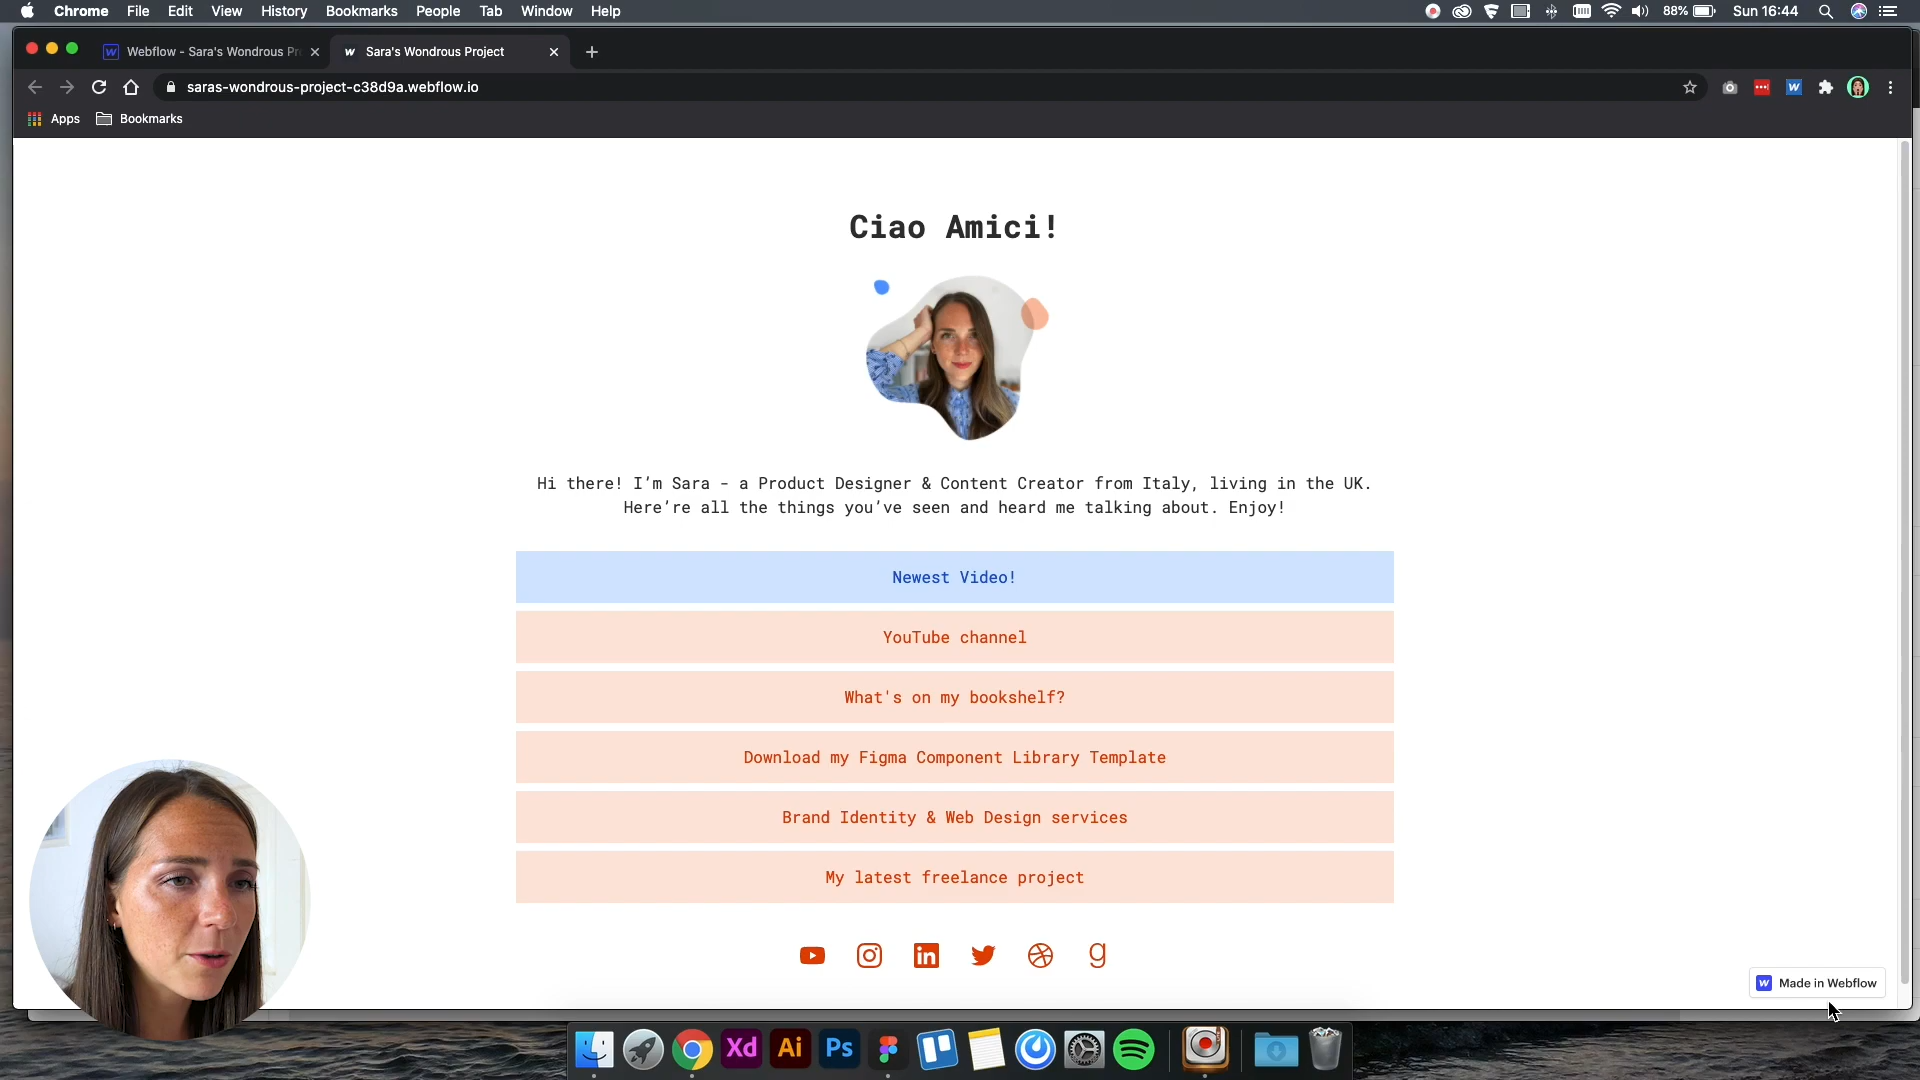 Chrome File Edit View History Bookmarks People Tab Window Help
88% Sun 16:44
Webflow - Sara's Wondrous Pr
Sara's Wondrous Project
saras-wondrous-project-c38d9a.webflow.io
Apps Bookmarks
Ciao Amici!
Hi there! I’m Sara - a Product Designer & Content Creator from Italy, living in the UK.
Here’re all the things you’ve seen and heard me talking about. Enjoy!
Newest Video!
YouTube channel
What's on my bookshelf?
Download my Figma Component Library Template
Brand Identity & Web Design services
My latest freelance project
in
g
W Made in Webflow
Xd Ai Ps